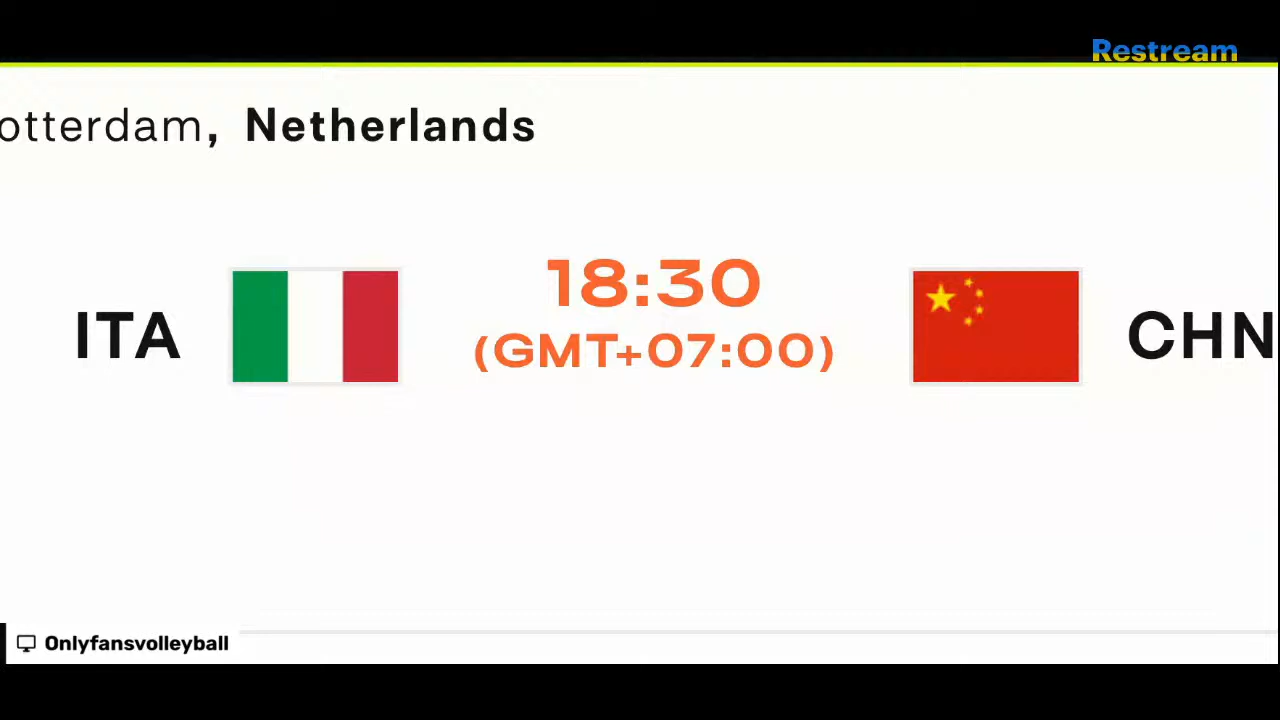 Restream
otterdam, Netherlands
18:30
ITA
(GMT+07:00)
CHN
Onlyfansvolleyball